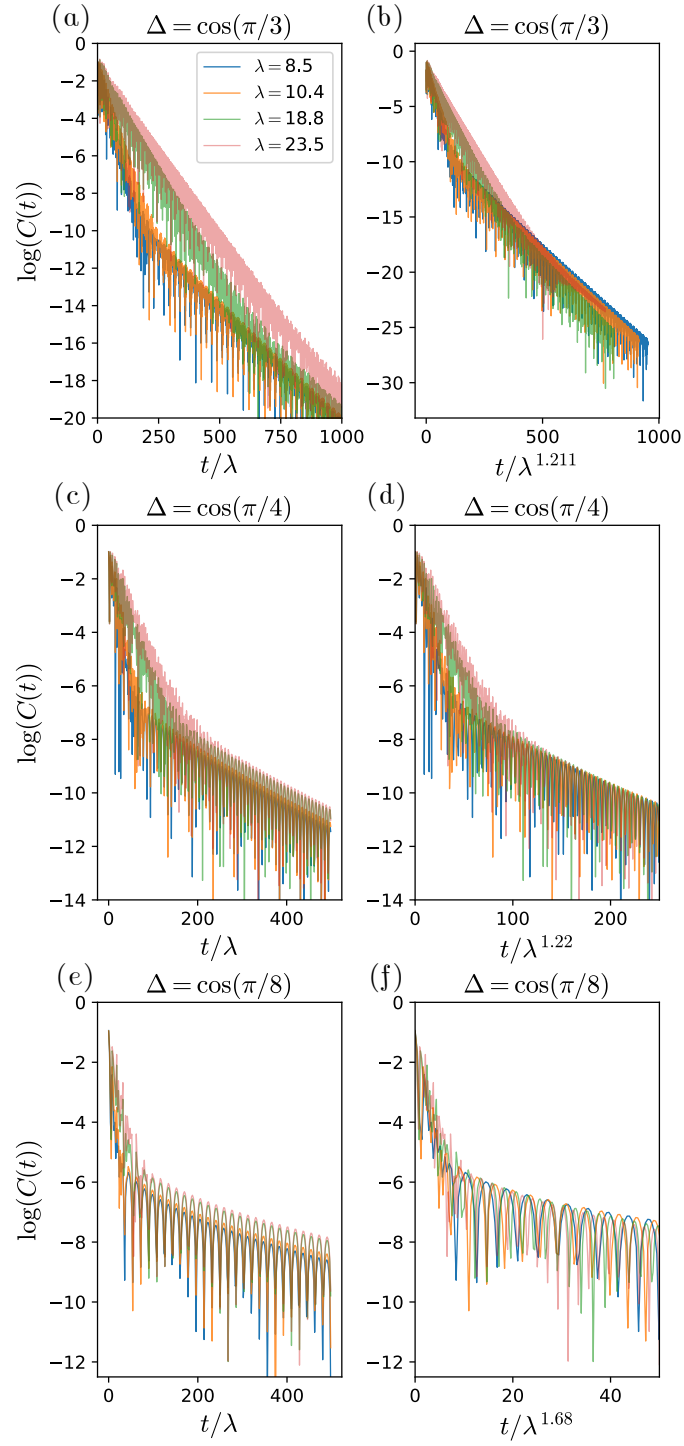 (a) Δ = cos(π/3)
(b) Δ = cos(π/3)
0
−2
−4
−6
−8
−10
−12
−14
−16
−18
−20
log(C(t))
λ = 8.5
λ = 10.4
λ = 18.8
λ = 23.5
0 250 500 750 1000
t/λ
0
−5
−10
−15
−20
−25
−30
0 500 1000
t/λ^1.211
(c) Δ = cos(π/4)
(d) Δ = cos(π/4)
0
−2
−4
−6
−8
−10
−12
−14
log(C(t))
0 200 400
t/λ
0
−2
−4
−6
−8
−10
−12
−14
0 100 200
t/λ^1.22
(e) Δ = cos(π/8)
(f) Δ = cos(π/8)
0
−2
−4
−6
−8
−10
−12
log(C(t))
0 200 400
t/λ
0
−2
−4
−6
−8
−10
−12
0 20 40
t/λ^1.68